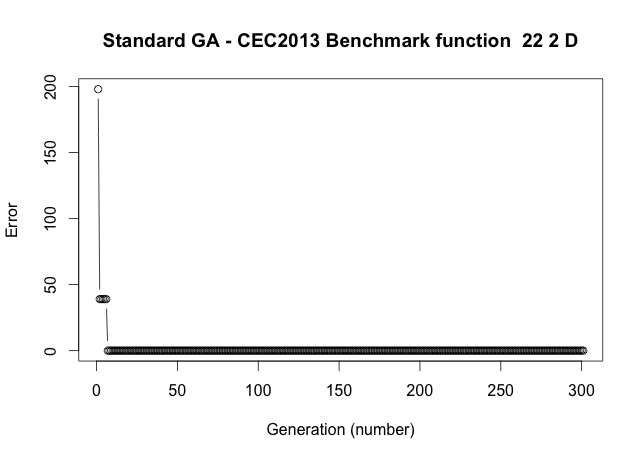 Standard GA - CEC2013 Benchmark function  22 2 D
200
150
100
50
0
Error
0 50 100 150 200 250 300
Generation (number)